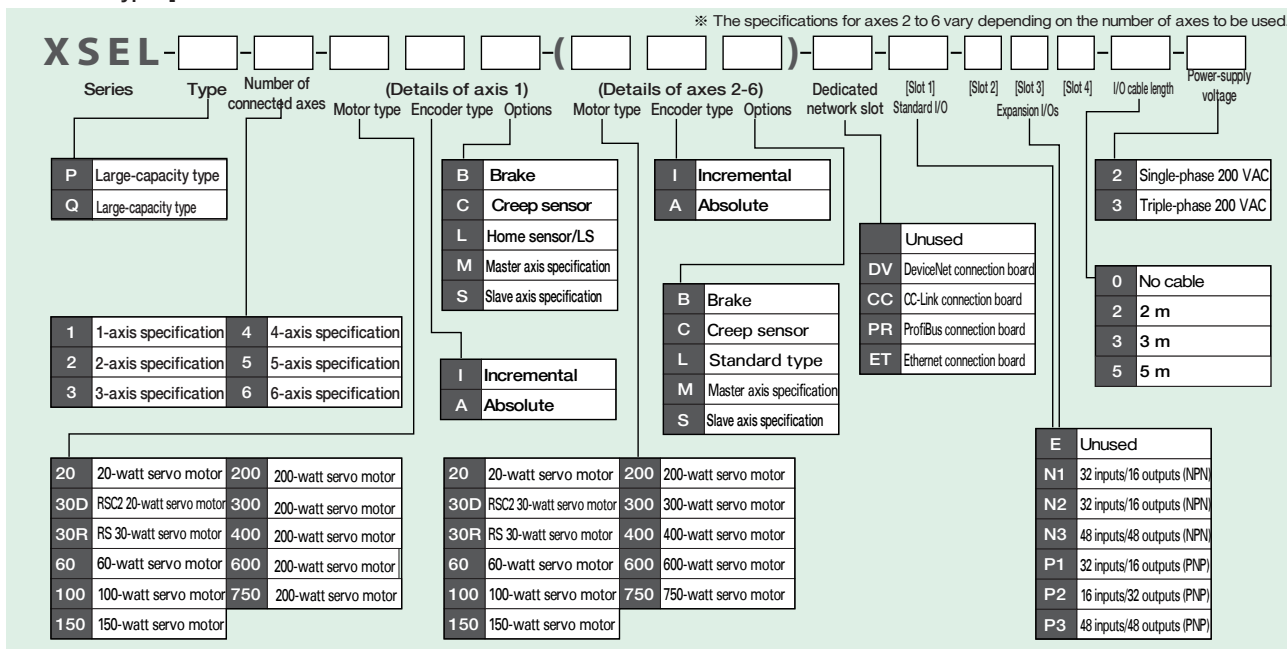 ※ The specifications for axes 2 to 6 vary depending on the number of axes to be used.
XSEL-□-□-□□□-(□□□)-□-□-□□□-□-□
Series
Type
Number of
connected axes
(Details of axis 1)
Motor type Encoder type Options
(Details of axes 2-6)
Motor type Encoder type Options
Dedicated
network slot
[Slot 1]
Standard I/O
[Slot 2] [Slot 3] [Slot 4]
Expansion I/Os
I/O cable length
Power-supply
voltage
P Large-capacity type
Q Large-capacity type
B Brake
C Creep sensor
L Home sensor/LS
M Master axis specification
S Slave axis specification
I Incremental
A Absolute
2 Single-phase 200 VAC
3 Triple-phase 200 VAC
Unused
DV DeviceNet connection board
CC CC-Link connection board
PR ProfiBus connection board
ET Ethernet connection board
0 No cable
2 2 m
3 3 m
5 5 m
B Brake
C Creep sensor
L Standard type
M Master axis specification
S Slave axis specification
1 1-axis specification 4 4-axis specification
2 2-axis specification 5 5-axis specification
3 3-axis specification 6 6-axis specification
I Incremental
A Absolute
20 20-watt servo motor 200 200-watt servo motor
30D RSC2 20-watt servo motor 300 200-watt servo motor
30R RS 30-watt servo motor 400 200-watt servo motor
60 60-watt servo motor 600 200-watt servo motor
100 100-watt servo motor 750 200-watt servo motor
150 150-watt servo motor
20 20-watt servo motor 200 200-watt servo motor
30D RSC2 30-watt servo motor 300 300-watt servo motor
30R RS 30-watt servo motor 400 400-watt servo motor
60 60-watt servo motor 600 600-watt servo motor
100 100-watt servo motor 750 750-watt servo motor
150 150-watt servo motor
E Unused
N1 32 inputs/16 outputs (NPN)
N2 32 inputs/16 outputs (NPN)
N3 48 inputs/48 outputs (NPN)
P1 32 inputs/16 outputs (PNP)
P2 16 inputs/32 outputs (PNP)
P3 48 inputs/48 outputs (PNP)